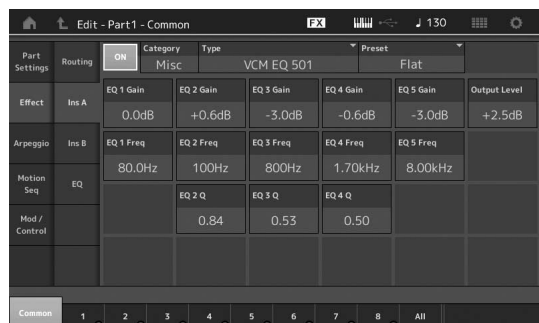 Edit - Part1 - Common FX ♩ 130
Part Settings Routing ON Category Misc Type VCM EQ 501 Preset Flat
Effect Ins A
EQ 1 Gain EQ 2 Gain EQ 3 Gain EQ 4 Gain EQ 5 Gain Output Level
0.0dB +0.6dB -3.0dB -0.6dB -3.0dB +2.5dB
Arpeggio Ins B
EQ 1 Freq EQ 2 Freq EQ 3 Freq EQ 4 Freq EQ 5 Freq
80.0Hz 100Hz 800Hz 1.70kHz 8.00kHz
Motion Seq EQ
EQ 2 Q EQ 3 Q EQ 4 Q
0.84 0.53 0.50
Mod / Control
Common 1 2 3 4 5 6 7 8 All